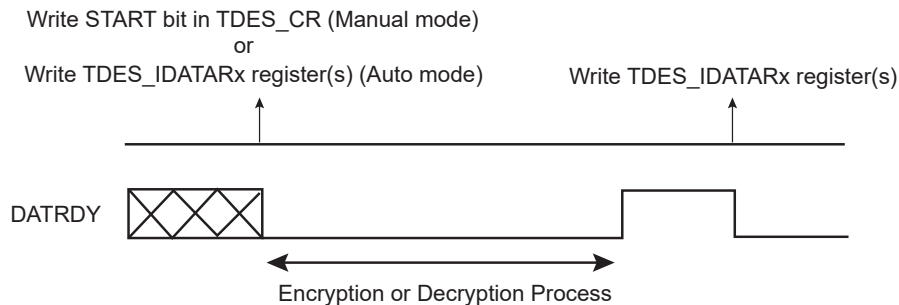 Write START bit in TDES_CR (Manual mode)
or
Write TDES_IDATARx register(s) (Auto mode)
Write TDES_IDATARx register(s)
DATRDY
Encryption or Decryption Process